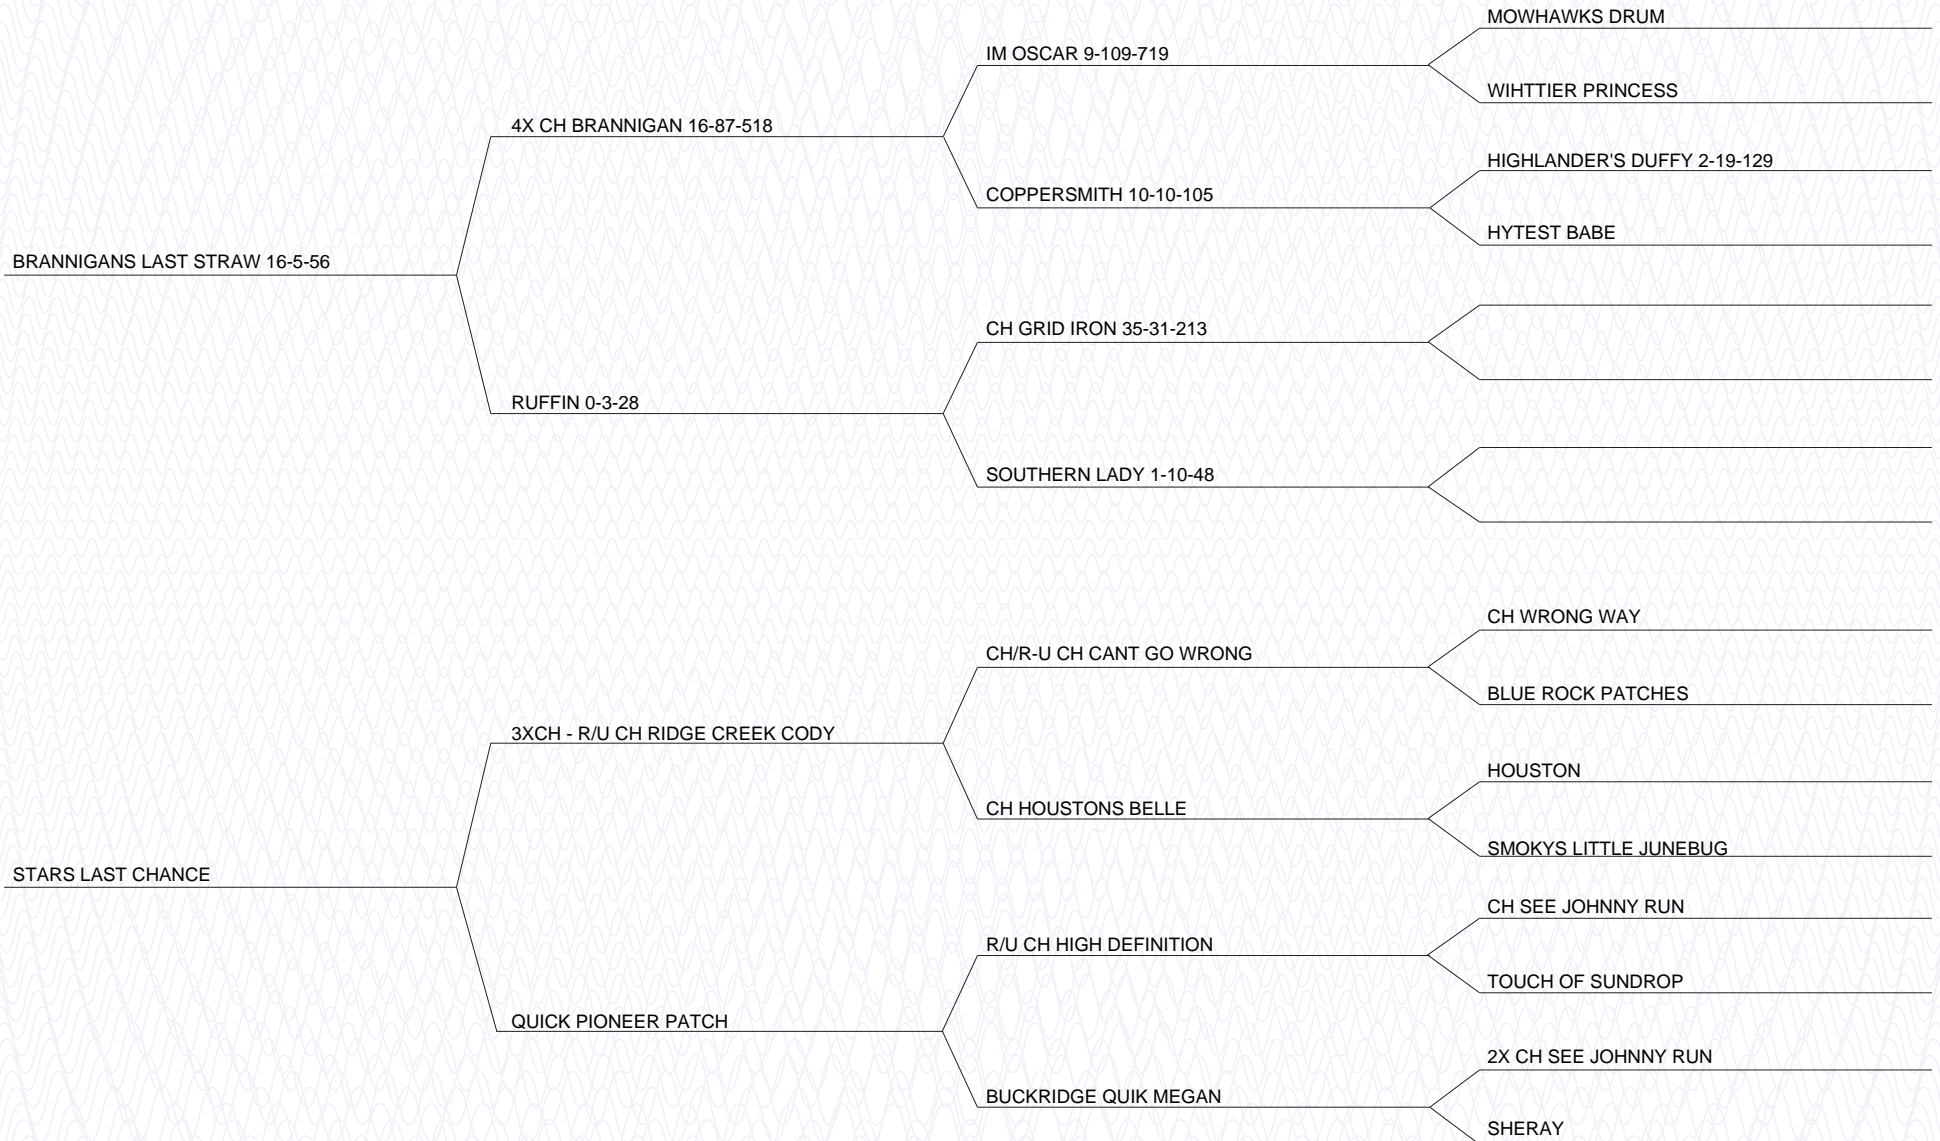 MOWHAWKS DRUM
IM OSCAR 9-109-719
WIHTTIER PRINCESS
4X CH BRANNIGAN 16-87-518
HIGHLANDER'S DUFFY 2-19-129
COPPERSMITH 10-10-105
HYTEST BABE
BRANNIGANS LAST STRAW 16-5-56
CH GRID IRON 35-31-213
RUFFIN 0-3-28
SOUTHERN LADY 1-10-48
CH WRONG WAY
CH/R-U CH CANT GO WRONG
BLUE ROCK PATCHES
3XCH - R/U CH RIDGE CREEK CODY
HOUSTON
CH HOUSTONS BELLE
SMOKYS LITTLE JUNEBUG
STARS LAST CHANCE
CH SEE JOHNNY RUN
R/U CH HIGH DEFINITION
TOUCH OF SUNDROP
QUICK PIONEER PATCH
2X CH SEE JOHNNY RUN
BUCKRIDGE QUIK MEGAN
SHERAY